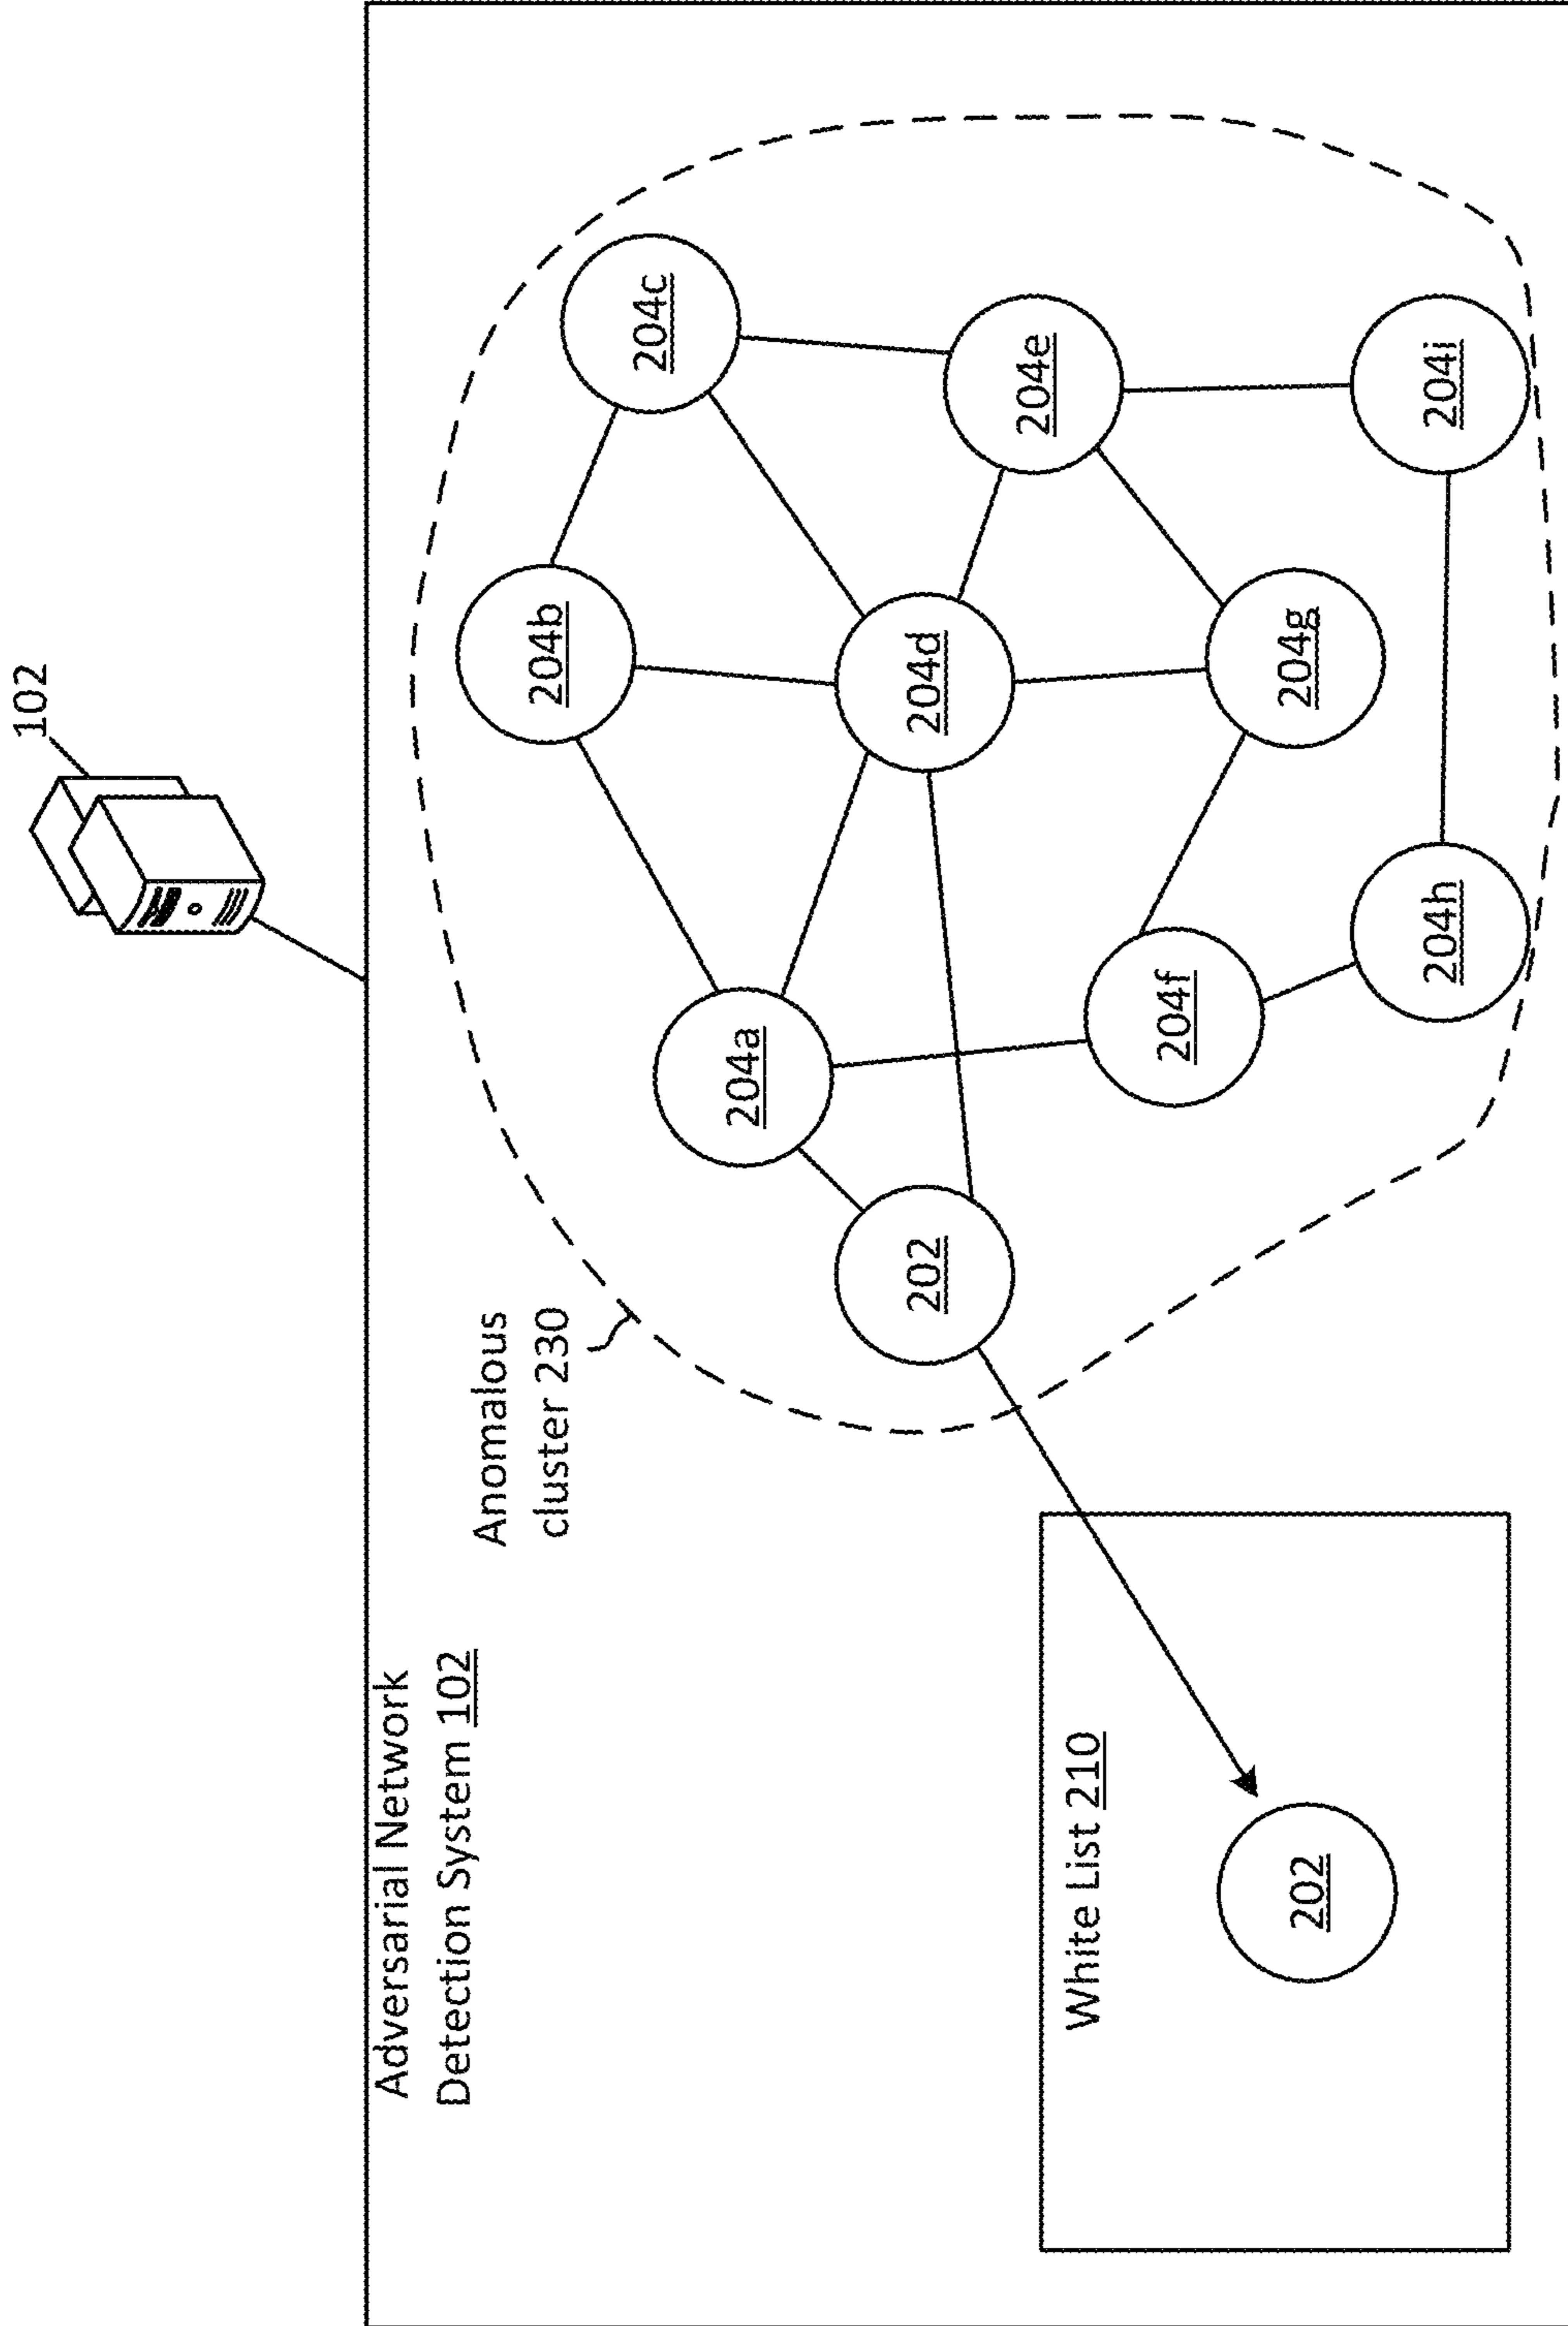 102
Adversarial Network
Detection System 102
Anomalous
cluster 230
204b
204c
204a
202
204d
204e
204f
204g
204h
204i
White List 210
202